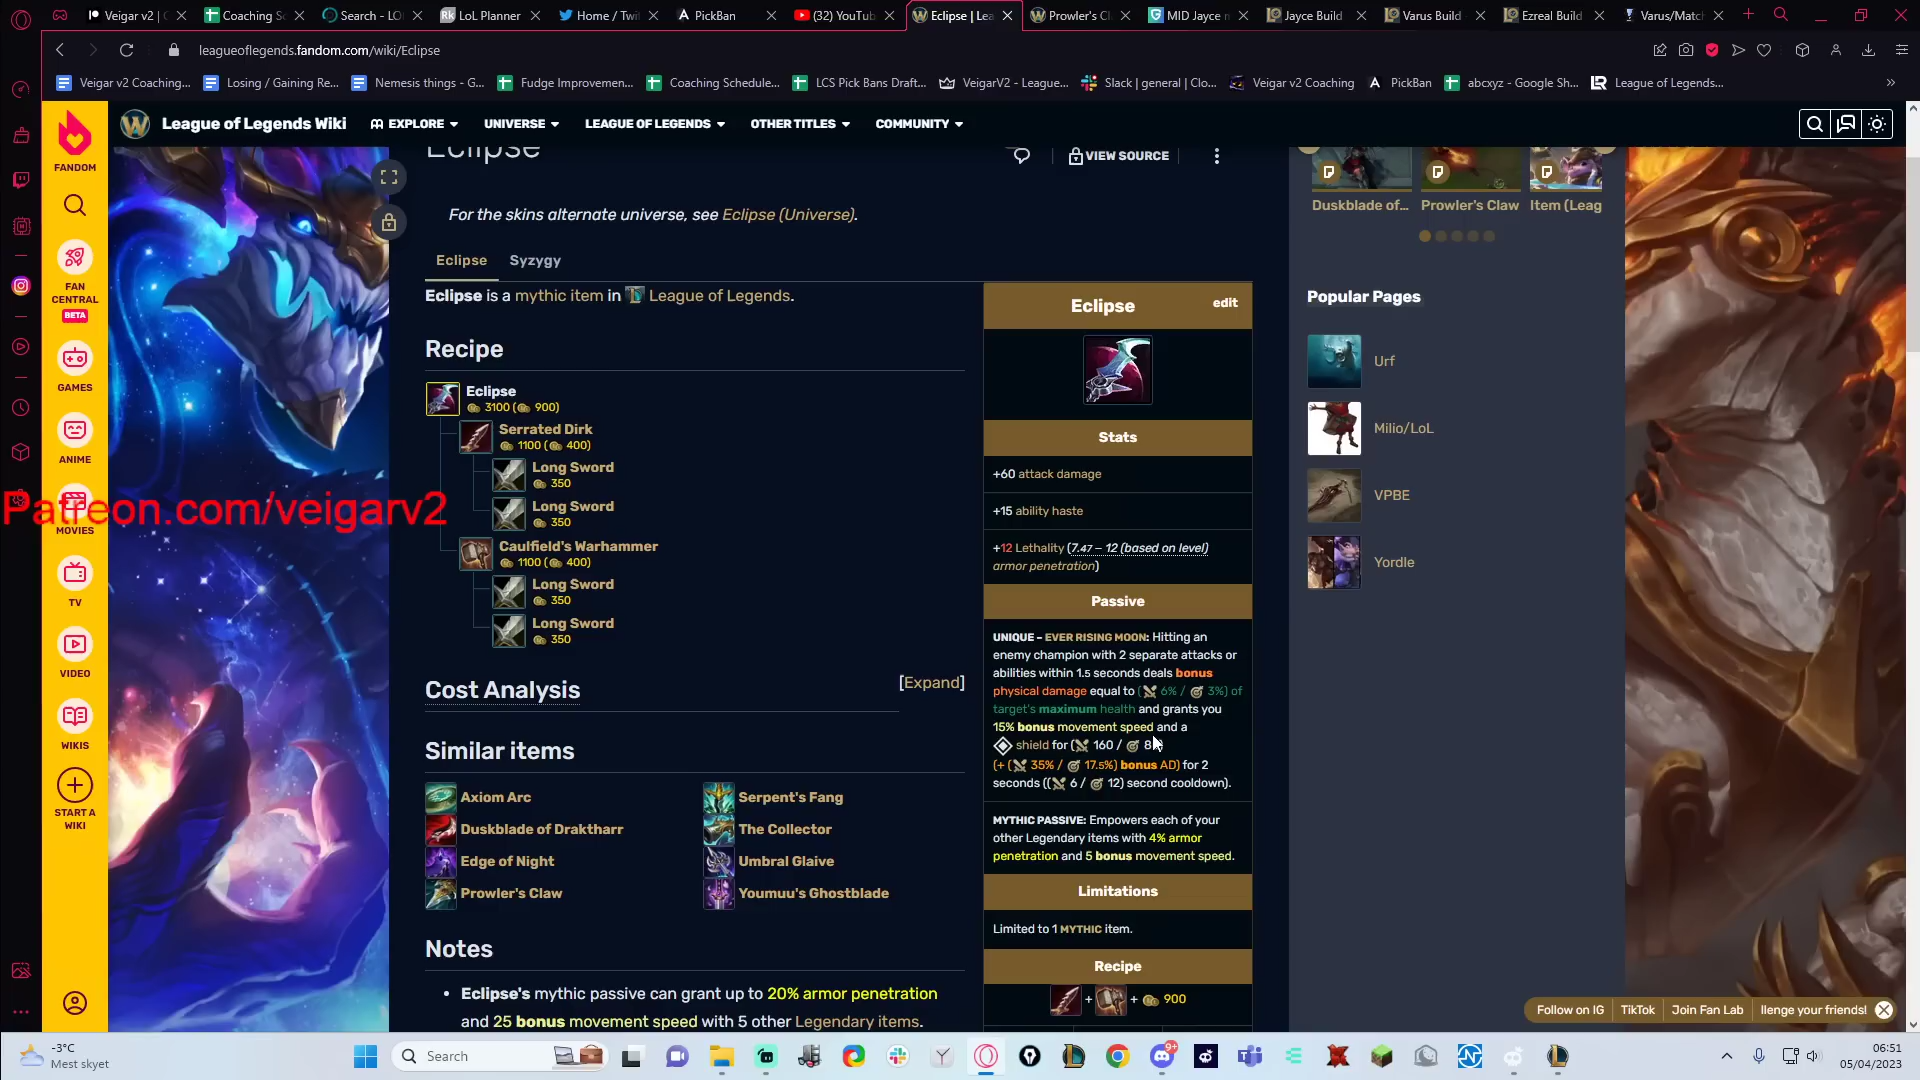 Veigar v2 | C
Coaching Sc
Search - LO
LoL Planner
Home / Twi
PickBan
(32) YouTub
Eclipse | Lea
Prowler's Cl
MID Jayce
Jayce Build
Varus Build
Ezreal Build
Varus/Matc
leagueoflegends.fandom.com/wiki/Eclipse
Veigar v2 Coaching...
Losing / Gaining Re...
Nemesis things - G...
Fudge Improvemen...
Coaching Schedule...
LCS Pick Bans Draft...
VeigarV2 - League...
Slack | general | Clo...
Veigar v2 Coaching
PickBan
abcxyz - Google Sh...
League of Legends...
League of Legends Wiki
EXPLORE
UNIVERSE
LEAGUE OF LEGENDS
OTHER TITLES
COMMUNITY
FANDOM
FAN CENTRAL
BETA
GAMES
ANIME
MOVIES
TV
VIDEO
WIKIS
START A WIKI
Patreon.com/veigarv2
Eclipse
VIEW SOURCE
For the skins alternate universe, see Eclipse (Universe).
Eclipse Syzygy
Eclipse is a mythic item in League of Legends.
Recipe
Eclipse
3100 ( 900)
Serrated Dirk
1100 ( 400)
Long Sword
350
Long Sword
350
Caulfield's Warhammer
1100 ( 400)
Long Sword
350
Long Sword
350
Cost Analysis
[Expand]
Similar items
Axiom Arc
Duskblade of Draktharr
Edge of Night
Prowler's Claw
Serpent's Fang
The Collector
Umbral Glaive
Youmuu's Ghostblade
Notes
• Eclipse's mythic passive can grant up to 20% armor penetration
and 25 bonus movement speed with 5 other Legendary items.
Eclipse
edit
Stats
+60 attack damage
+15 ability haste
+12 Lethality (7.47 – 12 (based on level)
armor penetration)
Passive
UNIQUE – EVER RISING MOON: Hitting an
enemy champion with 2 separate attacks or
abilities within 1.5 seconds deals bonus
physical damage equal to ( 6% / 3%) of
target's maximum health and grants you
15% bonus movement speed and a
shield for ( 160 / 8
(+ ( 35% / 17.5%) bonus AD) for 2
seconds (( 6 / 12) second cooldown).
MYTHIC PASSIVE: Empowers each of your
other Legendary items with 4% armor
penetration and 5 bonus movement speed.
Limitations
Limited to 1 MYTHIC item.
Recipe
+ + 900
Duskblade of...
Prowler's Claw
Item (Leag
Popular Pages
Urf
Milio/LoL
VPBE
Yordle
Follow on IG
TikTok
Join Fan Lab
llenge your friends!
-3°C
Mest skyet
Search
9+
06:51
05/04/2023